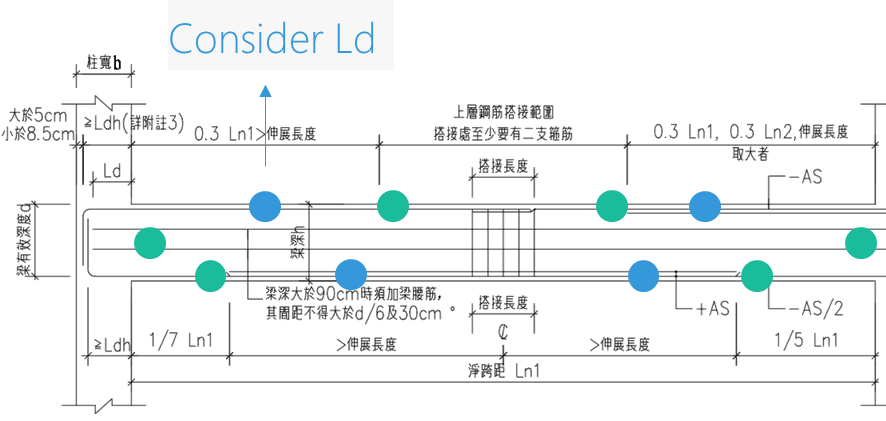 Consider Ld
柱寬b
大於5cm
小於8.5cm
≧Ldh(詳附註3)
0.3 Ln1>伸展長度
上層鋼筋搭接範圍
搭接處至少要有二支箍筋
0.3 Ln1, 0.3 Ln2,伸展長度
取大者
Ld
搭接長度
-AS
梁有效深度d
梁深h
梁深大於90cm時須加梁腰筋,
其間距不得大於d/6及30cm。
搭接長度
+AS
-AS/2
℄
≧Ldh
1/7 Ln1
>伸展長度
>伸展長度
1/5 Ln1
淨跨距 Ln1